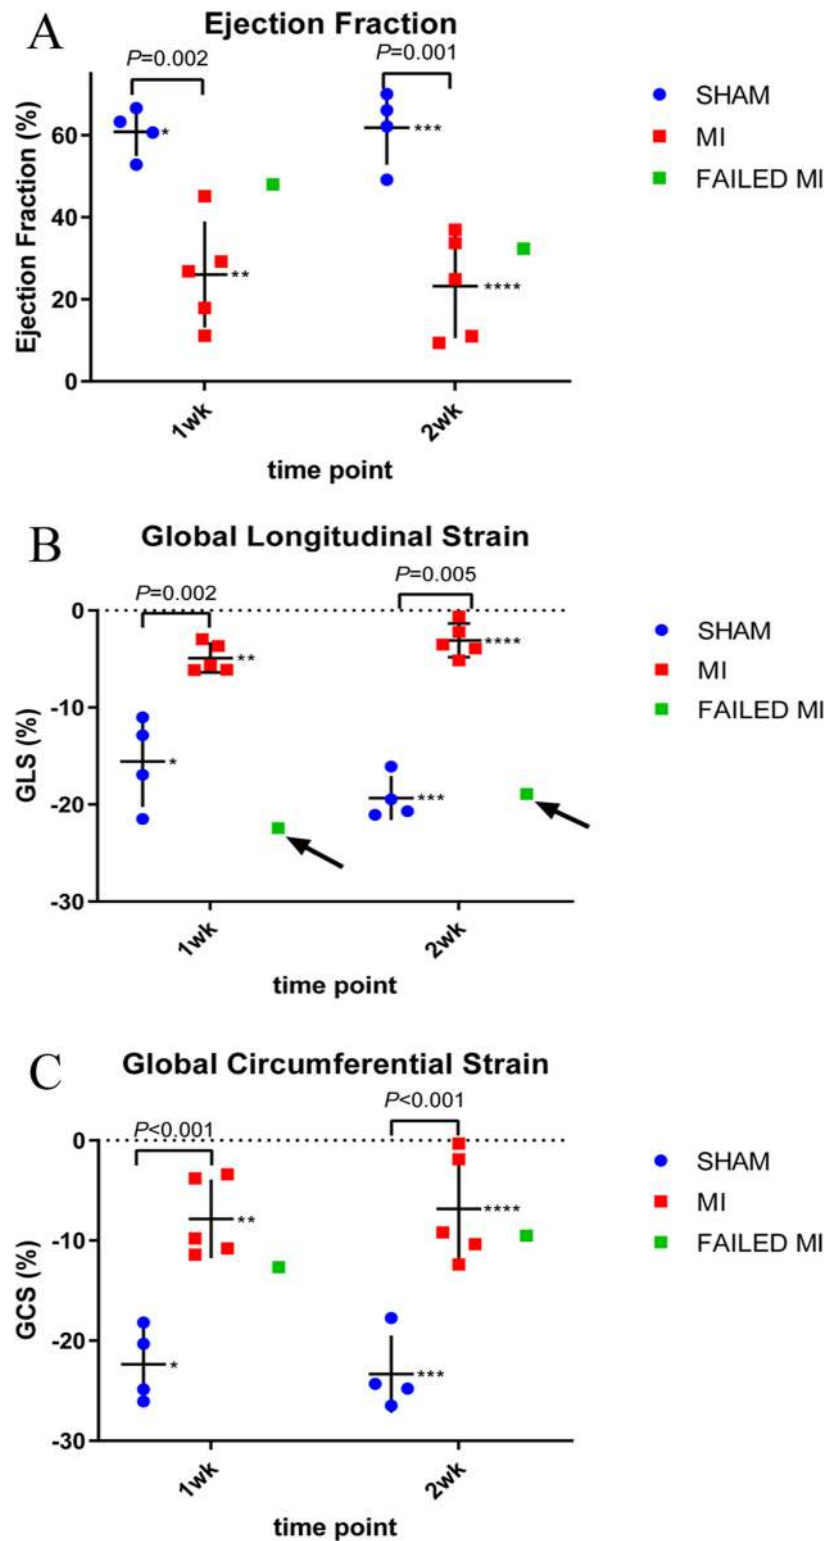 A
Ejection Fraction
P=0.002
P=0.001
Ejection Fraction (%)
60
40
20
0
*
**
***
****
1wk
2wk
time point
SHAM
MI
FAILED MI
B
Global Longitudinal Strain
P=0.002
P=0.005
GLS (%)
0
-10
-20
-30
*
**
***
****
1wk
2wk
time point
SHAM
MI
FAILED MI
C
Global Circumferential Strain
P<0.001
P<0.001
GCS (%)
0
-10
-20
-30
*
**
***
****
1wk
2wk
time point
SHAM
MI
FAILED MI